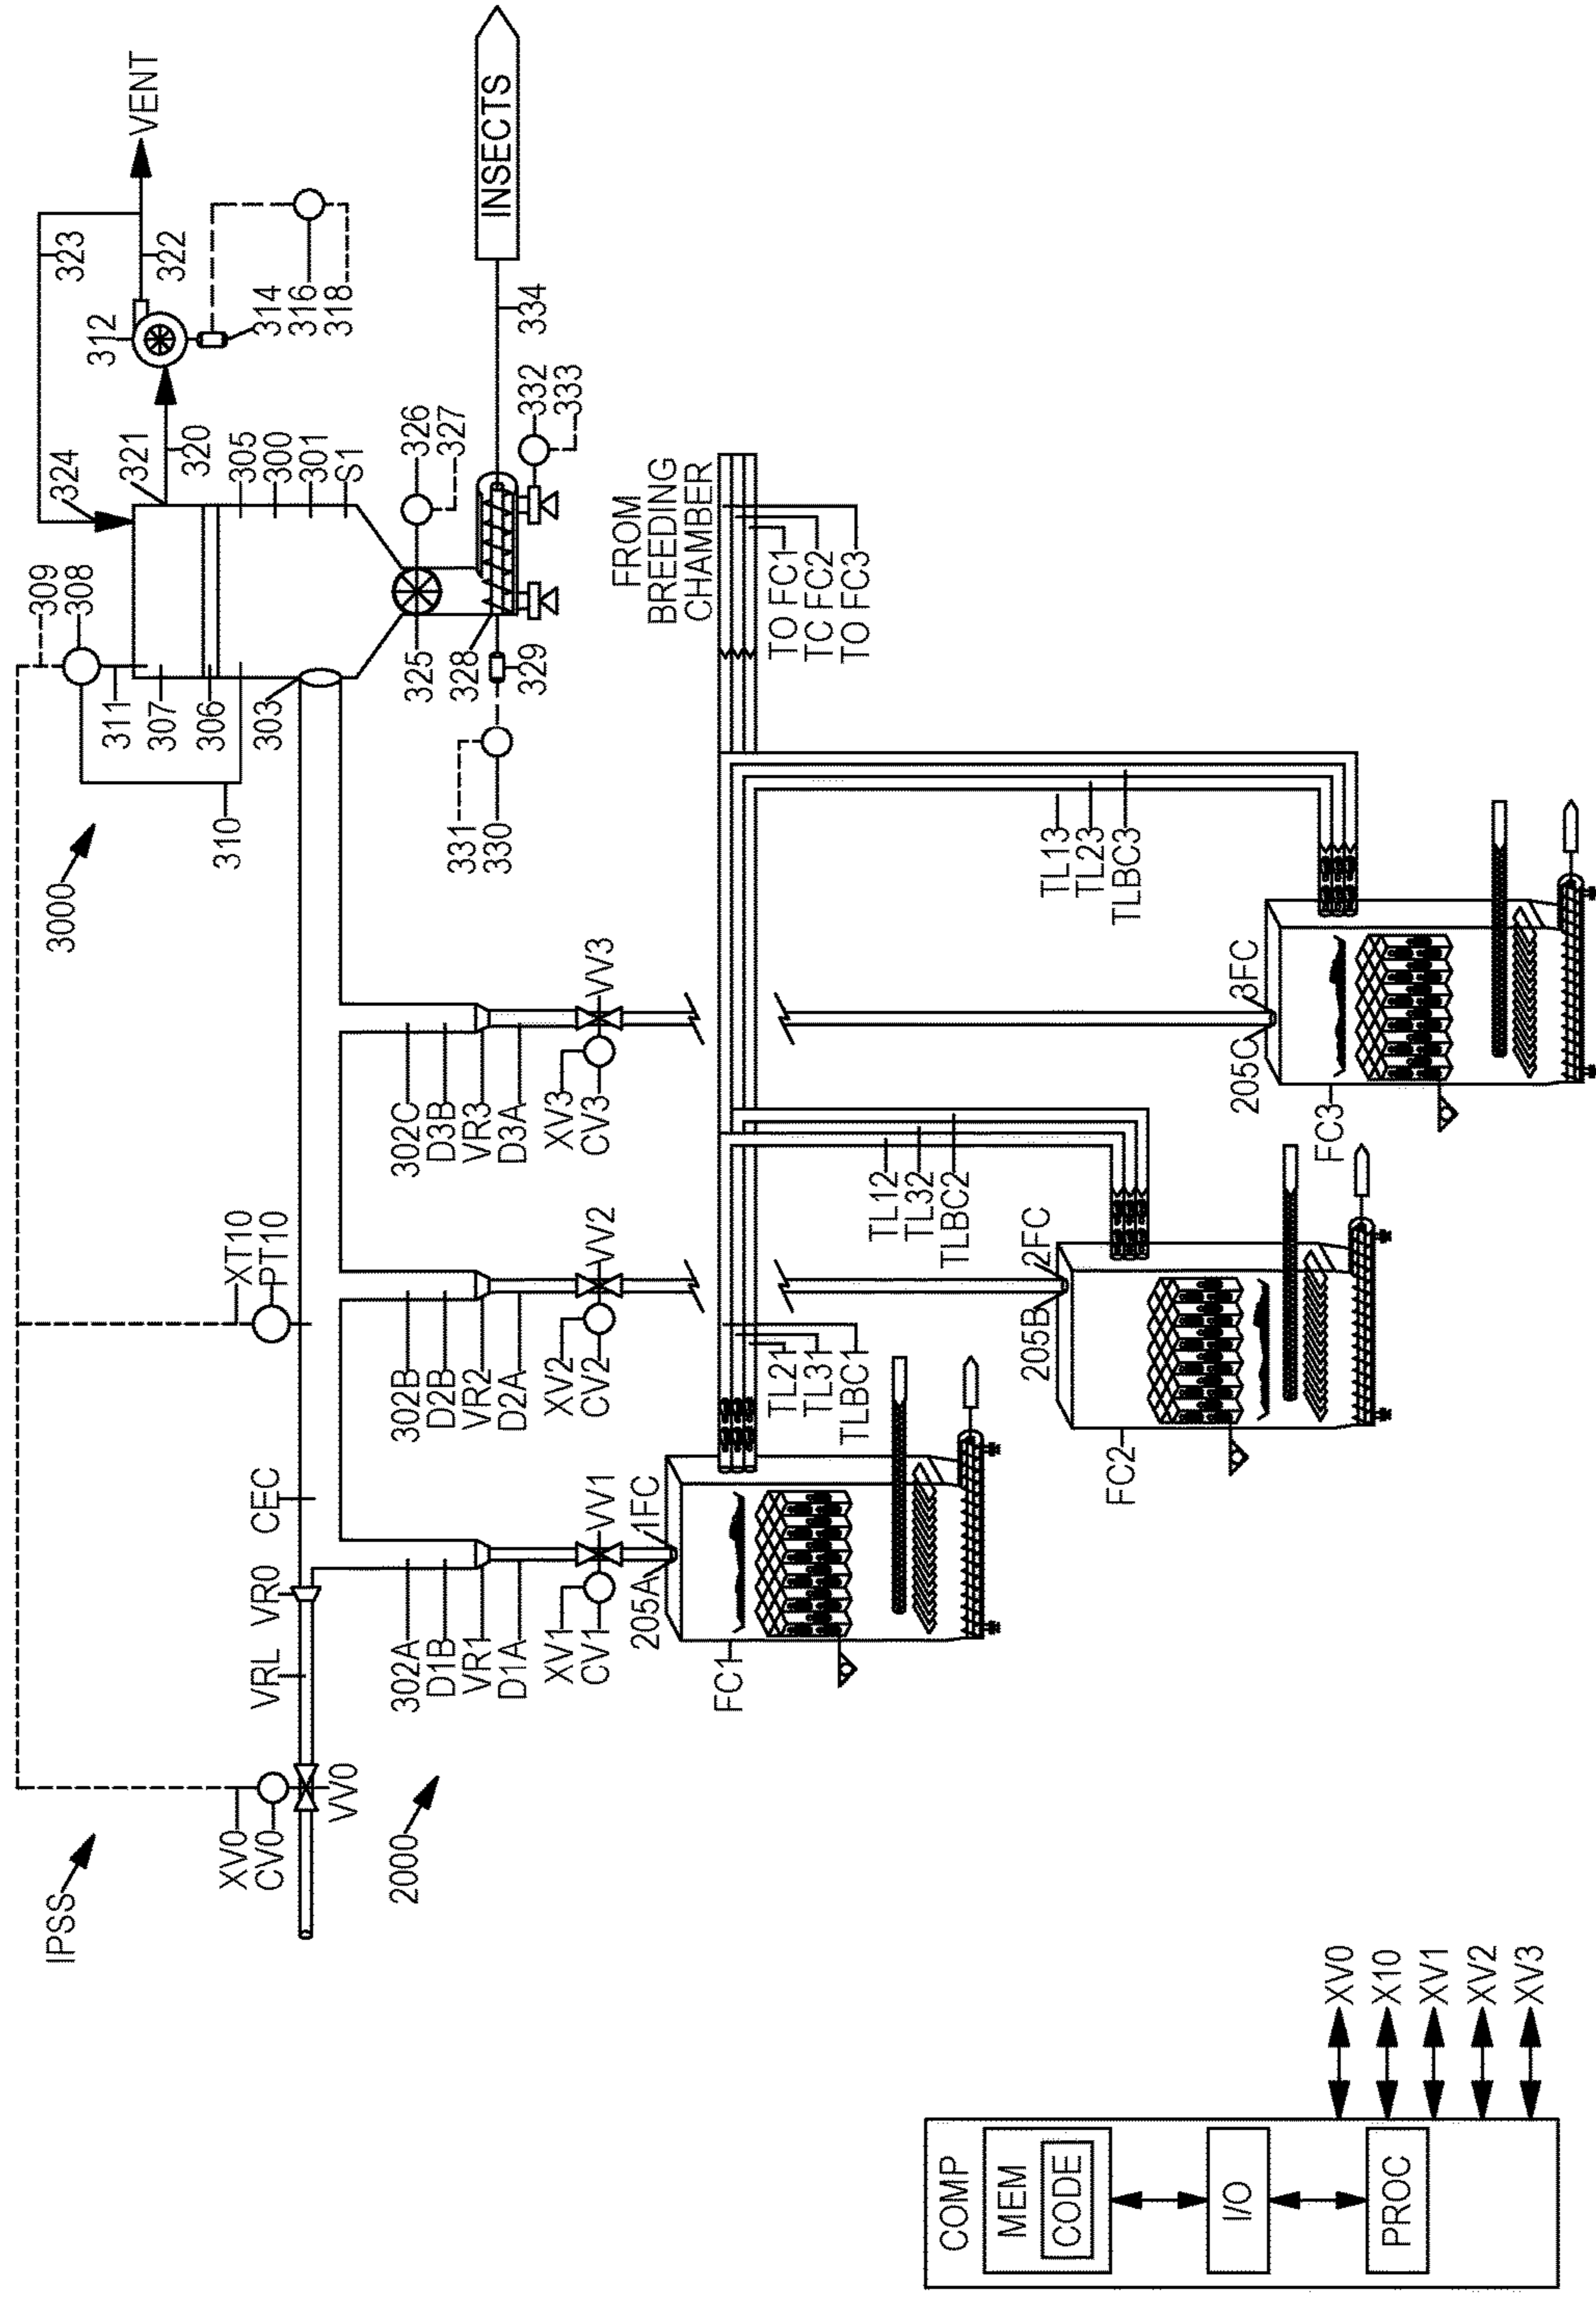 IPSS
3000
XV0
CV0
VV0
VRL
VR0
CEC
XT10
PT10
2000
309
308
311
307
306
303
310
324
323
321
320
305
300
301
S1
312
322
VENT
314
316
318
325
326
327
328
329
331
330
332
333
334
INSECTS
302A
D1B
VR1
D1A
XV1
CV1
VV1
302B
D2B
VR2
D2A
XV2
CV2
VV2
302C
D3B
VR3
D3A
XV3
CV3
VV3
FROM
BREEDING
CHAMBER
TO FC1
TC FC2
TO FC3
TL21
TL31
TLBC1
TL12
TL32
TLBC2
TL13
TL23
TLBC3
205A
1FC
FC1
205B
2FC
FC2
205C
3FC
FC3
COMP
MEM
CODE
I/O
PROC
XV0
X10
XV1
XV2
XV3